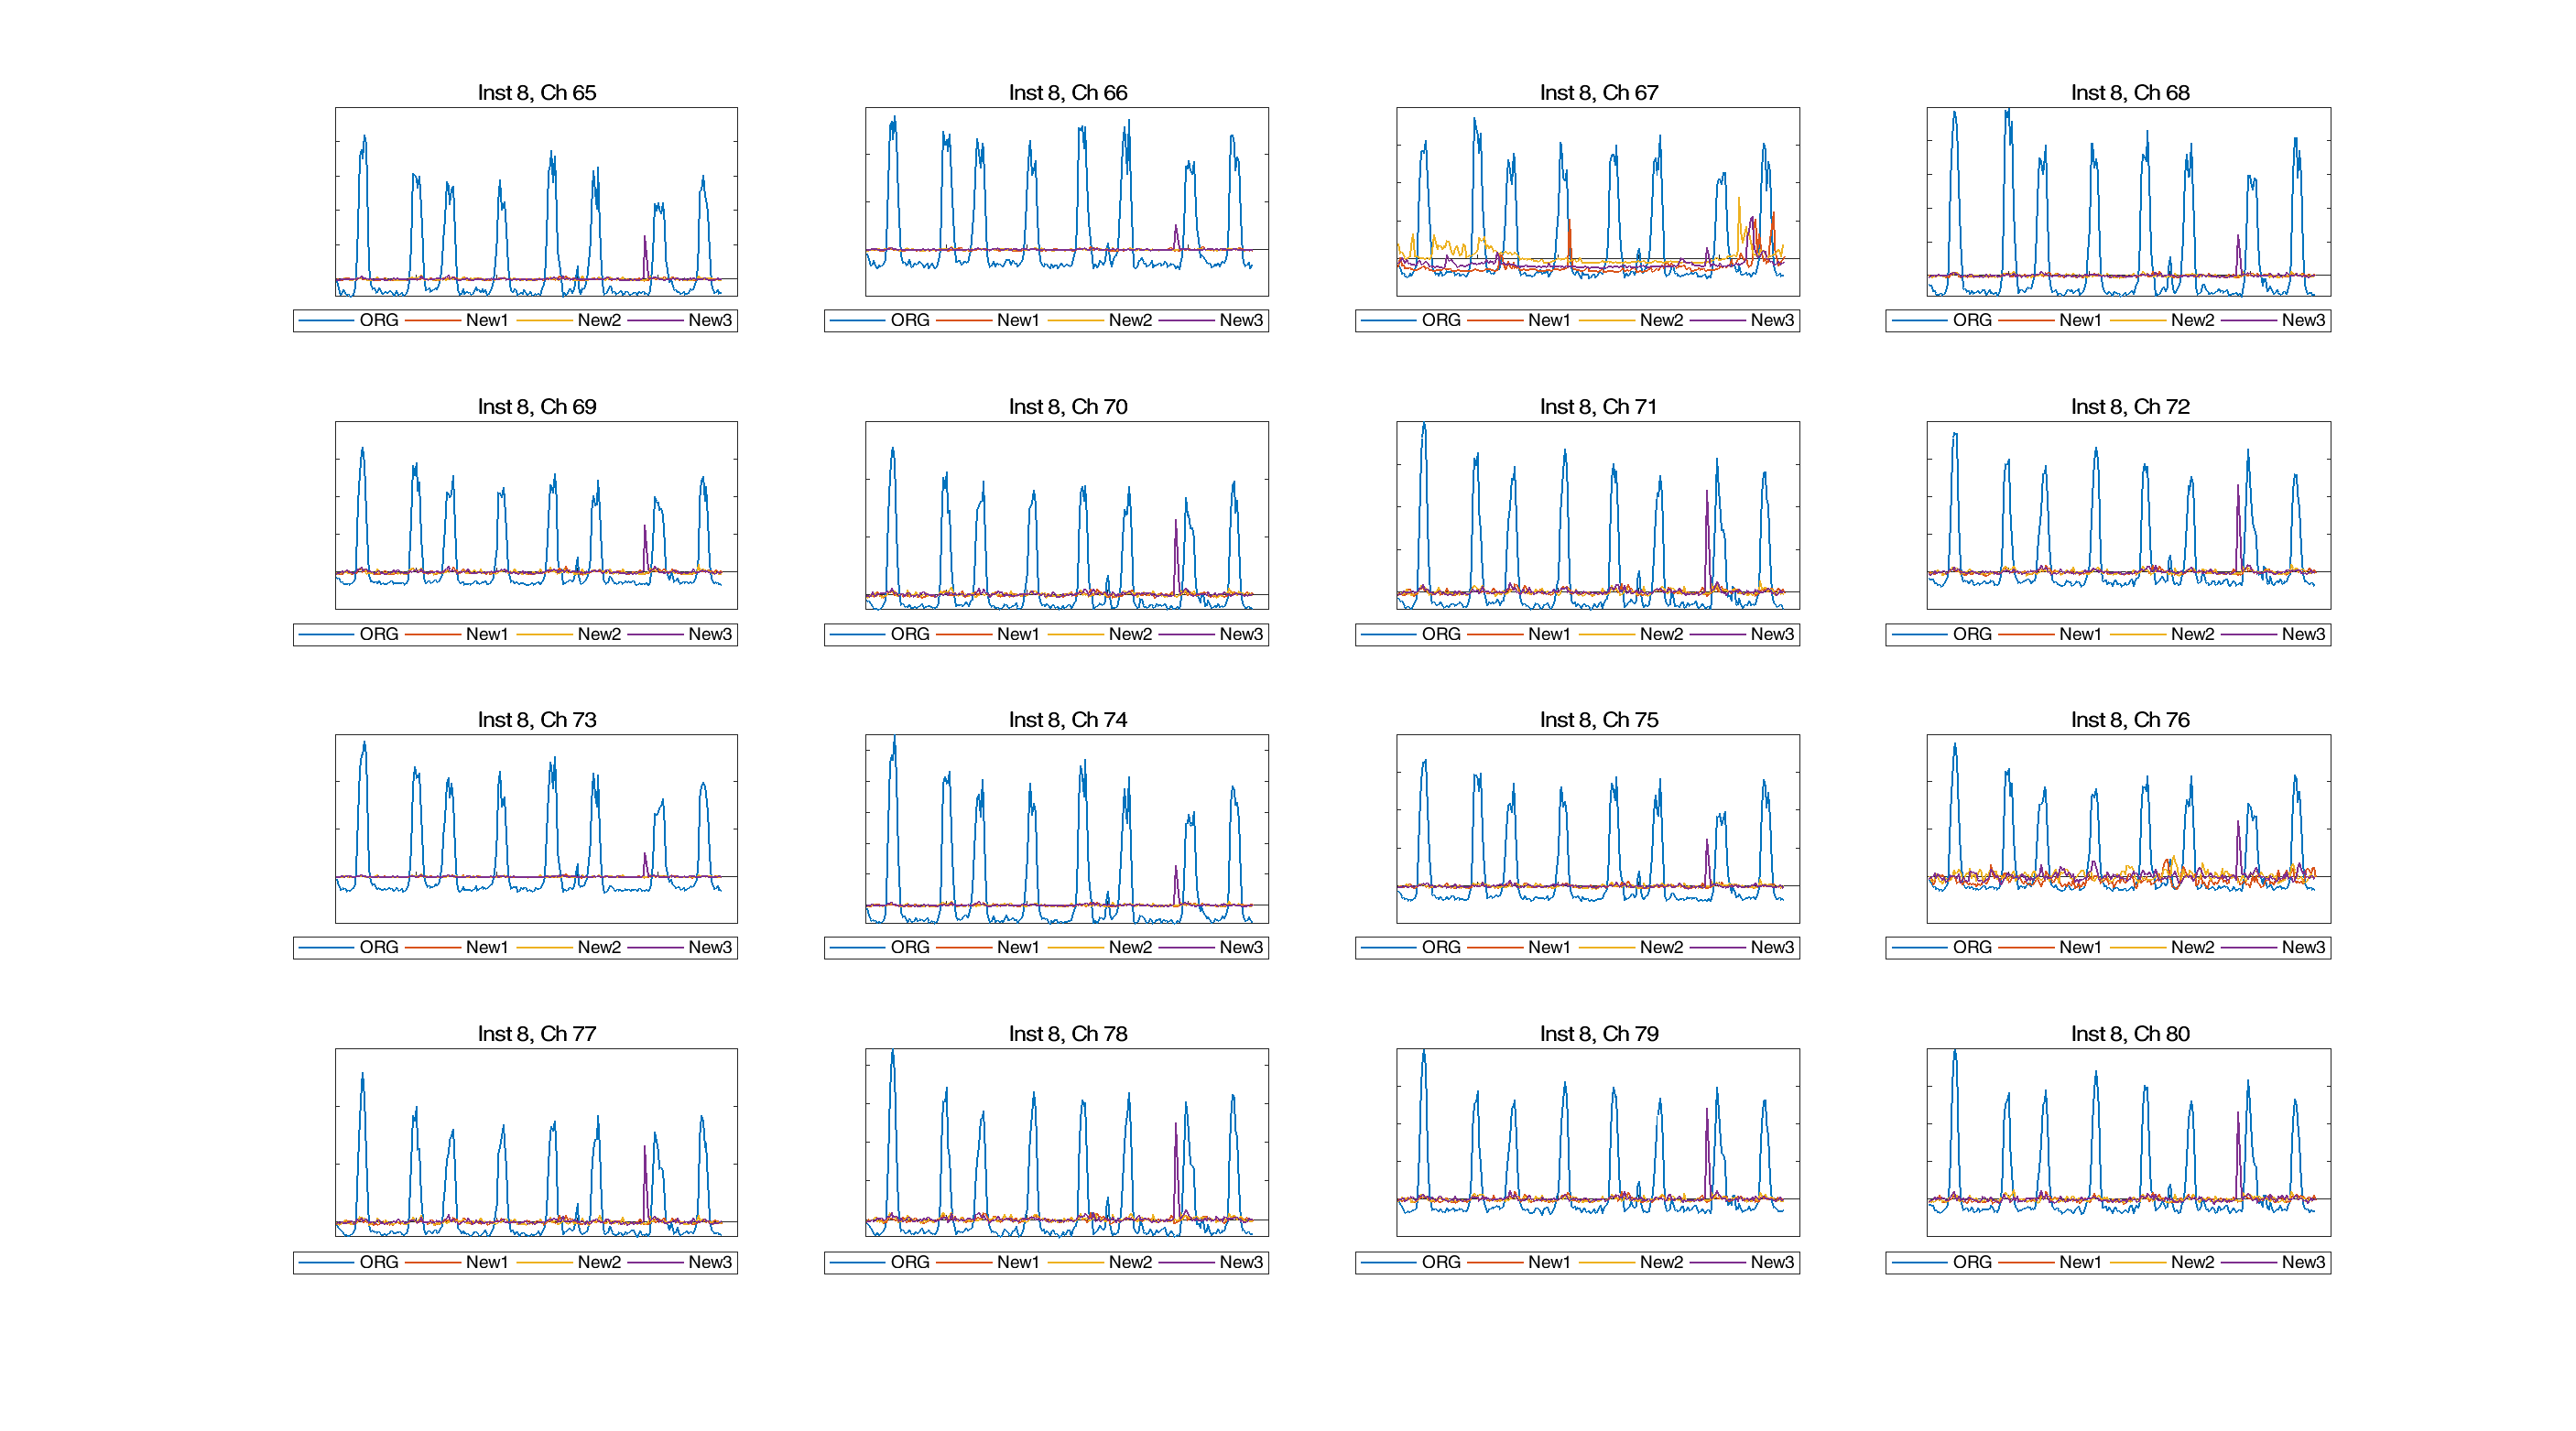 Inst 8, Ch 65
Inst 8, Ch 66
Inst 8, Ch 67
Inst 8, Ch 68
ORG New1 New2 New3
ORG New1 New2 New3
ORG New1 New2 New3
ORG New1 New2 New3
Inst 8, Ch 69
Inst 8, Ch 70
Inst 8, Ch 71
Inst 8, Ch 72
ORG New1 New2 New3
ORG New1 New2 New3
ORG New1 New2 New3
ORG New1 New2 New3
Inst 8, Ch 73
Inst 8, Ch 74
Inst 8, Ch 75
Inst 8, Ch 76
ORG New1 New2 New3
ORG New1 New2 New3
ORG New1 New2 New3
ORG New1 New2 New3
Inst 8, Ch 77
Inst 8, Ch 78
Inst 8, Ch 79
Inst 8, Ch 80
ORG New1 New2 New3
ORG New1 New2 New3
ORG New1 New2 New3
ORG New1 New2 New3